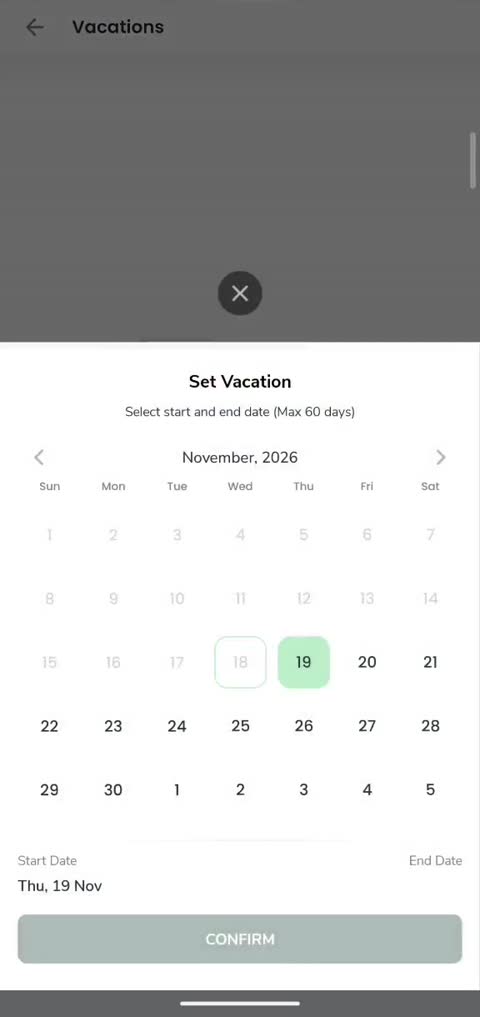 Vacations
Set Vacation
Select start and end date (Max 60 days)
November, 2026
Sun Mon Tue Wed Thu Fri Sat
1 2 3 4 5 6 7
8 9 10 11 12 13 14
15 16 17 18 19 20 21
22 23 24 25 26 27 28
29 30 1 2 3 4 5
Start Date End Date
Thu, 19 Nov
CONFIRM